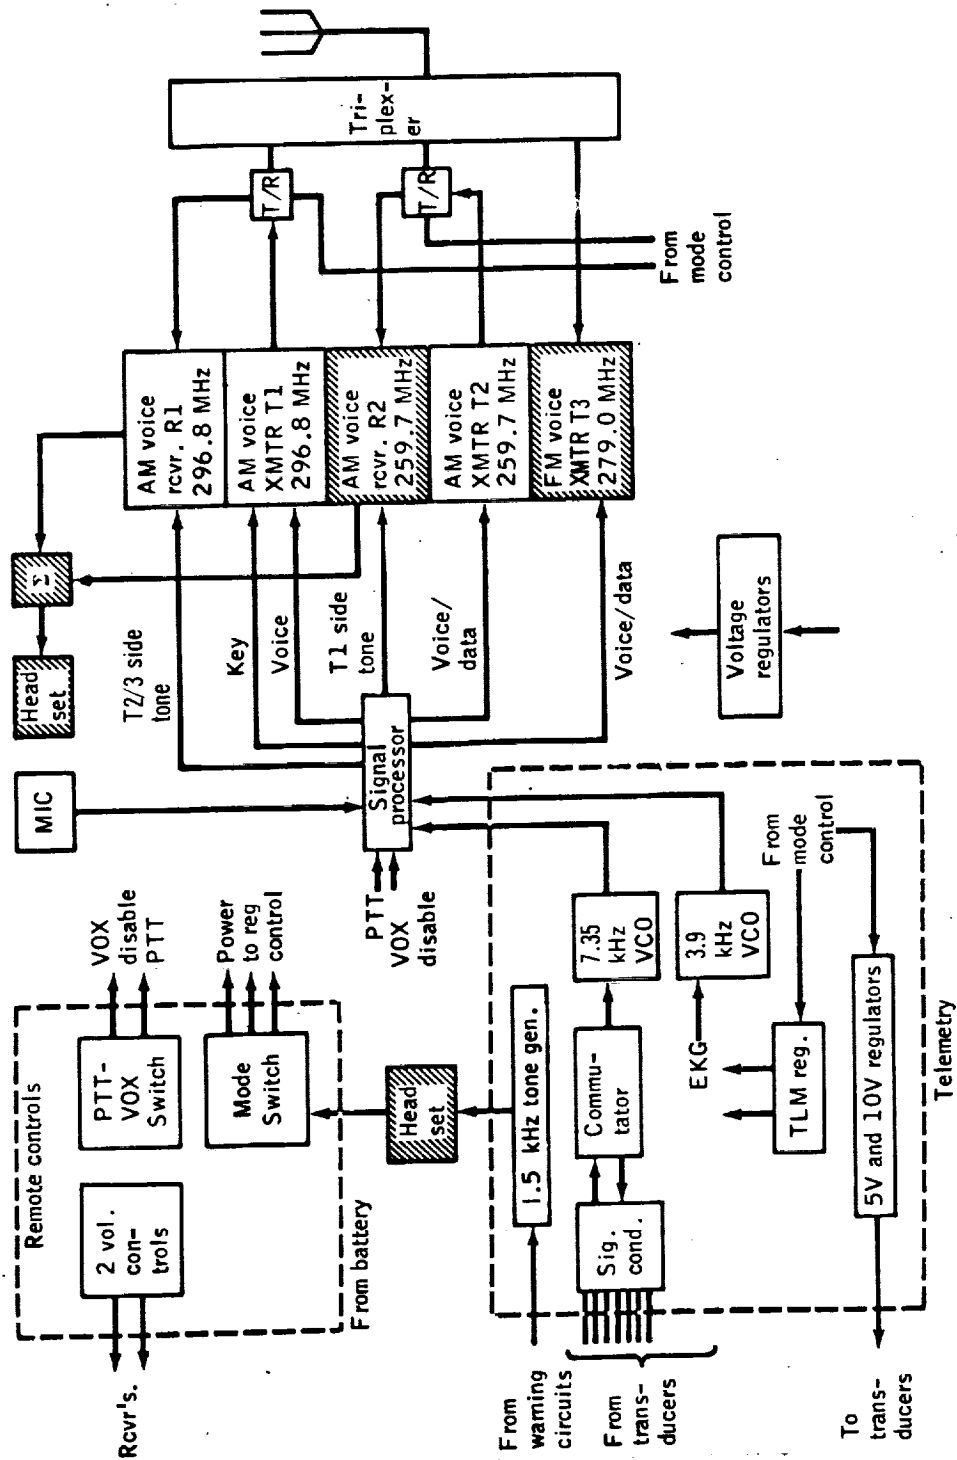 Rcvr's.
Remote controls
2 vol.
con-
trols
PTT-
VOX
Switch
VOX
disable
PTT
Mode
Switch
Power
to reg
control
From battery
MIC
Head
set
Σ
T2/3 side
tone
Key
Voice
T1 side
tone
Voice/
data
Voice/data
PTT
VOX
disable
Signal
processor
AM voice
rcvr. R1
296.8 MHz
AM voice
XMTR T1
296.8 MHz
AM voice
rcvr. R2
259.7 MHz
AM voice
XMTR T2
259.7 MHz
FM voice
XMTR T3
279.0 MHz
T/R
T/R
Tri-
plex-
er
From
mode
control
Voltage
regulators
Head
set
From
warning
circuits
1.5 kHz tone gen.
From
trans-
ducers
Sig.
cond.
Commu-
tator
7.35
kHz
VCO
EKG
3.9
kHz
VCO
TLM reg.
From
mode
control
5V and 10V regulators
To
trans-
ducers
Telemetry